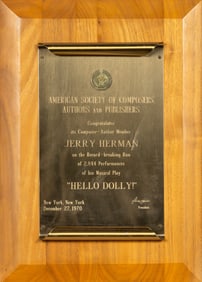 AMERICAN SOCIETY OF COMPOSERS
AUTHORS AND PUBLISHERS
Congratulates
its Composer-Author Member
JERRY HERMAN
on the Record-breaking Run
of 2,844 Performances
of his Musical Play
"HELLO DOLLY!"
New York, New York
December 27, 1970
President